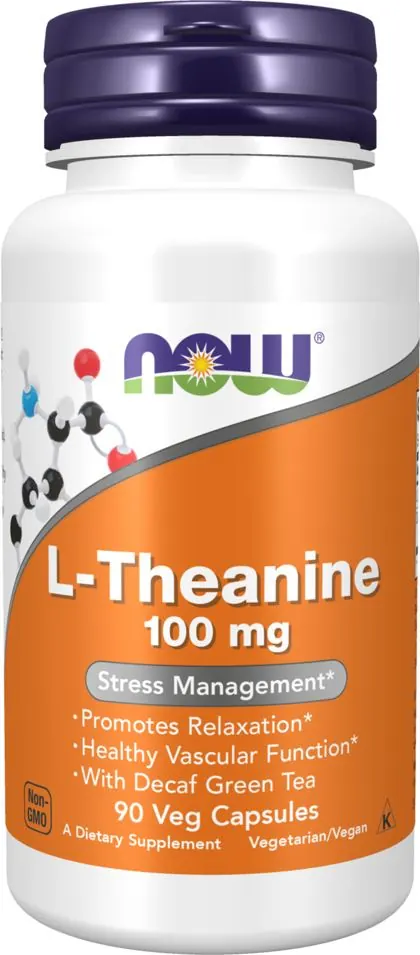 NOW®
L-Theanine
100 mg
Stress Management*
•Promotes Relaxation*
•Healthy Vascular Function*
•With Decaf Green Tea
90 Veg Capsules
Non-
GMO
A Dietary Supplement Vegetarian/Vegan K